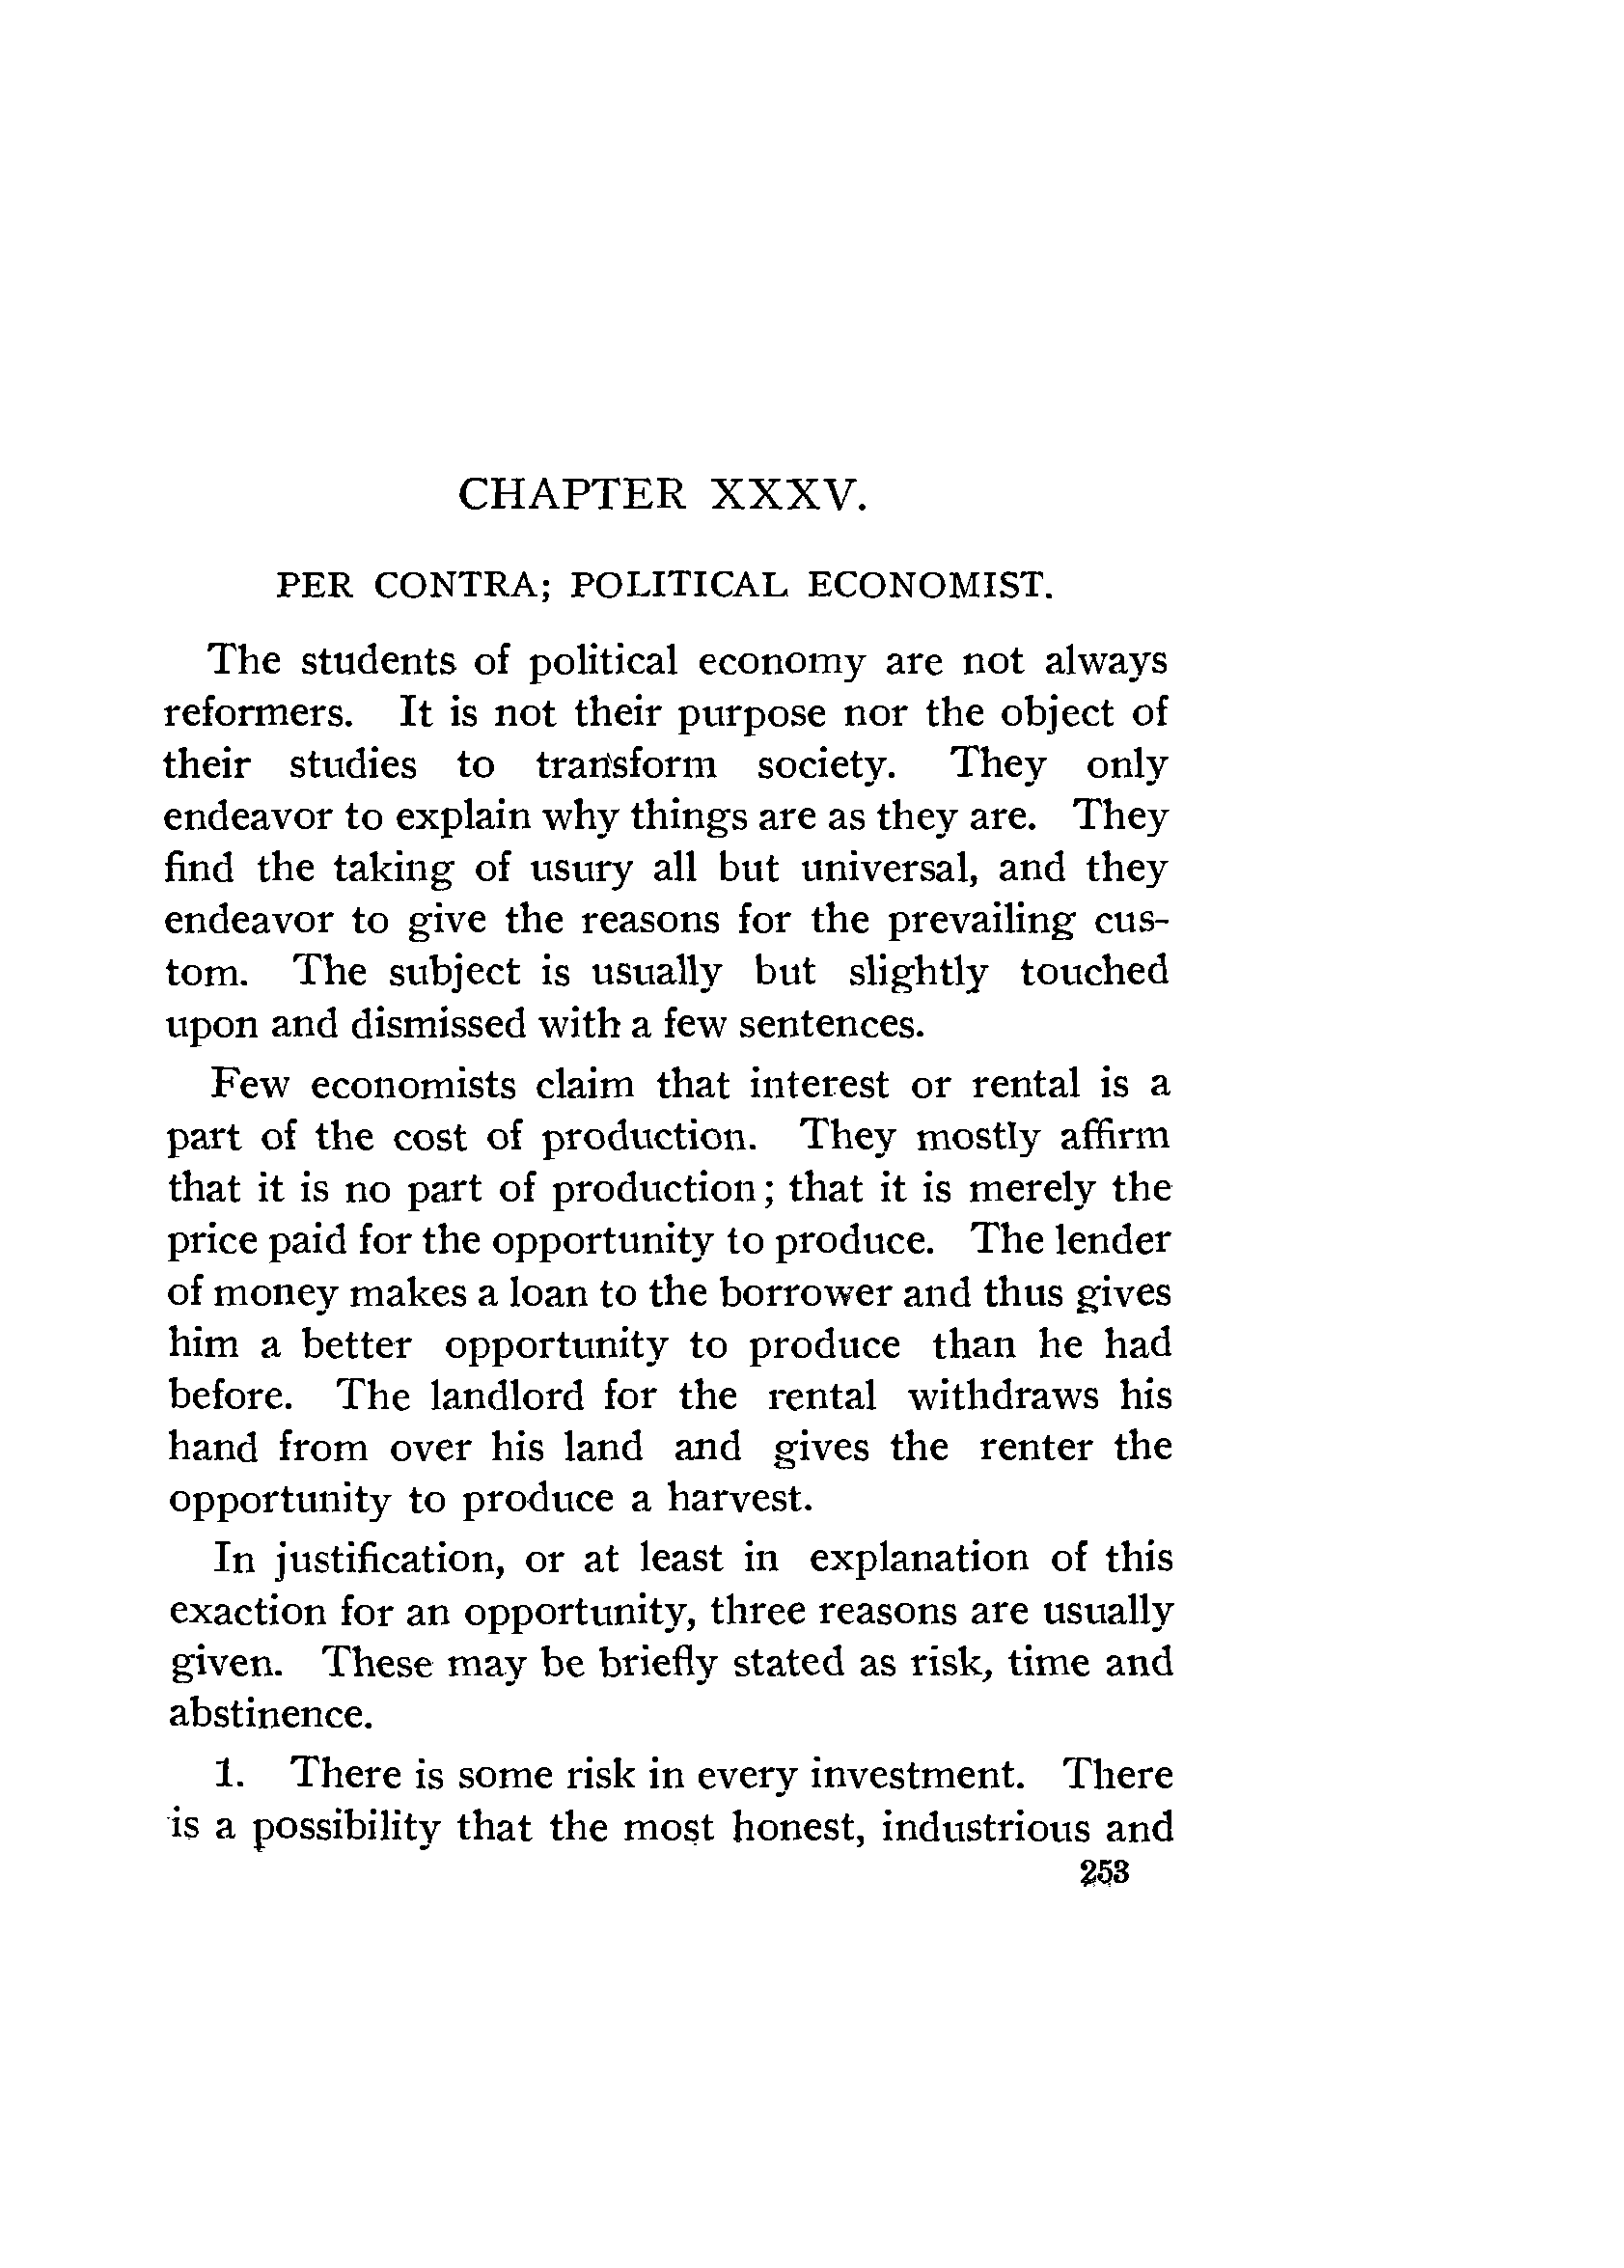 CHAPTER XXXV.
PER CONTRA; POLITICAL ECONOMIST.
The students of political economy are not always
reformers. It is not their purpose nor the object of
their studies to transform society. They only
endeavor to explain why things are as they are. They
find the taking of usury all but universal, and they
endeavor to give the reasons for the prevailing cus-
tom. The subject is usually but slightly touched
upon and dismissed with a few sentences.
Few economists claim that interest or rental is a
part of the cost of production. They mostly affirm
that it is no part of production; that it is merely the
price paid for the opportunity to produce. The lender
of money makes a loan to the borrower and thus gives
him a better opportunity to produce than he had
before. The landlord for the rental withdraws his
hand from over his land and gives the renter the
opportunity to produce a harvest.
In justification, or at least in explanation of this
exaction for an opportunity, three reasons are usually
given. These may be briefly stated as risk, time and
abstinence.
1. There is some risk in every investment. There
is a possibility that the most honest, industrious and
253